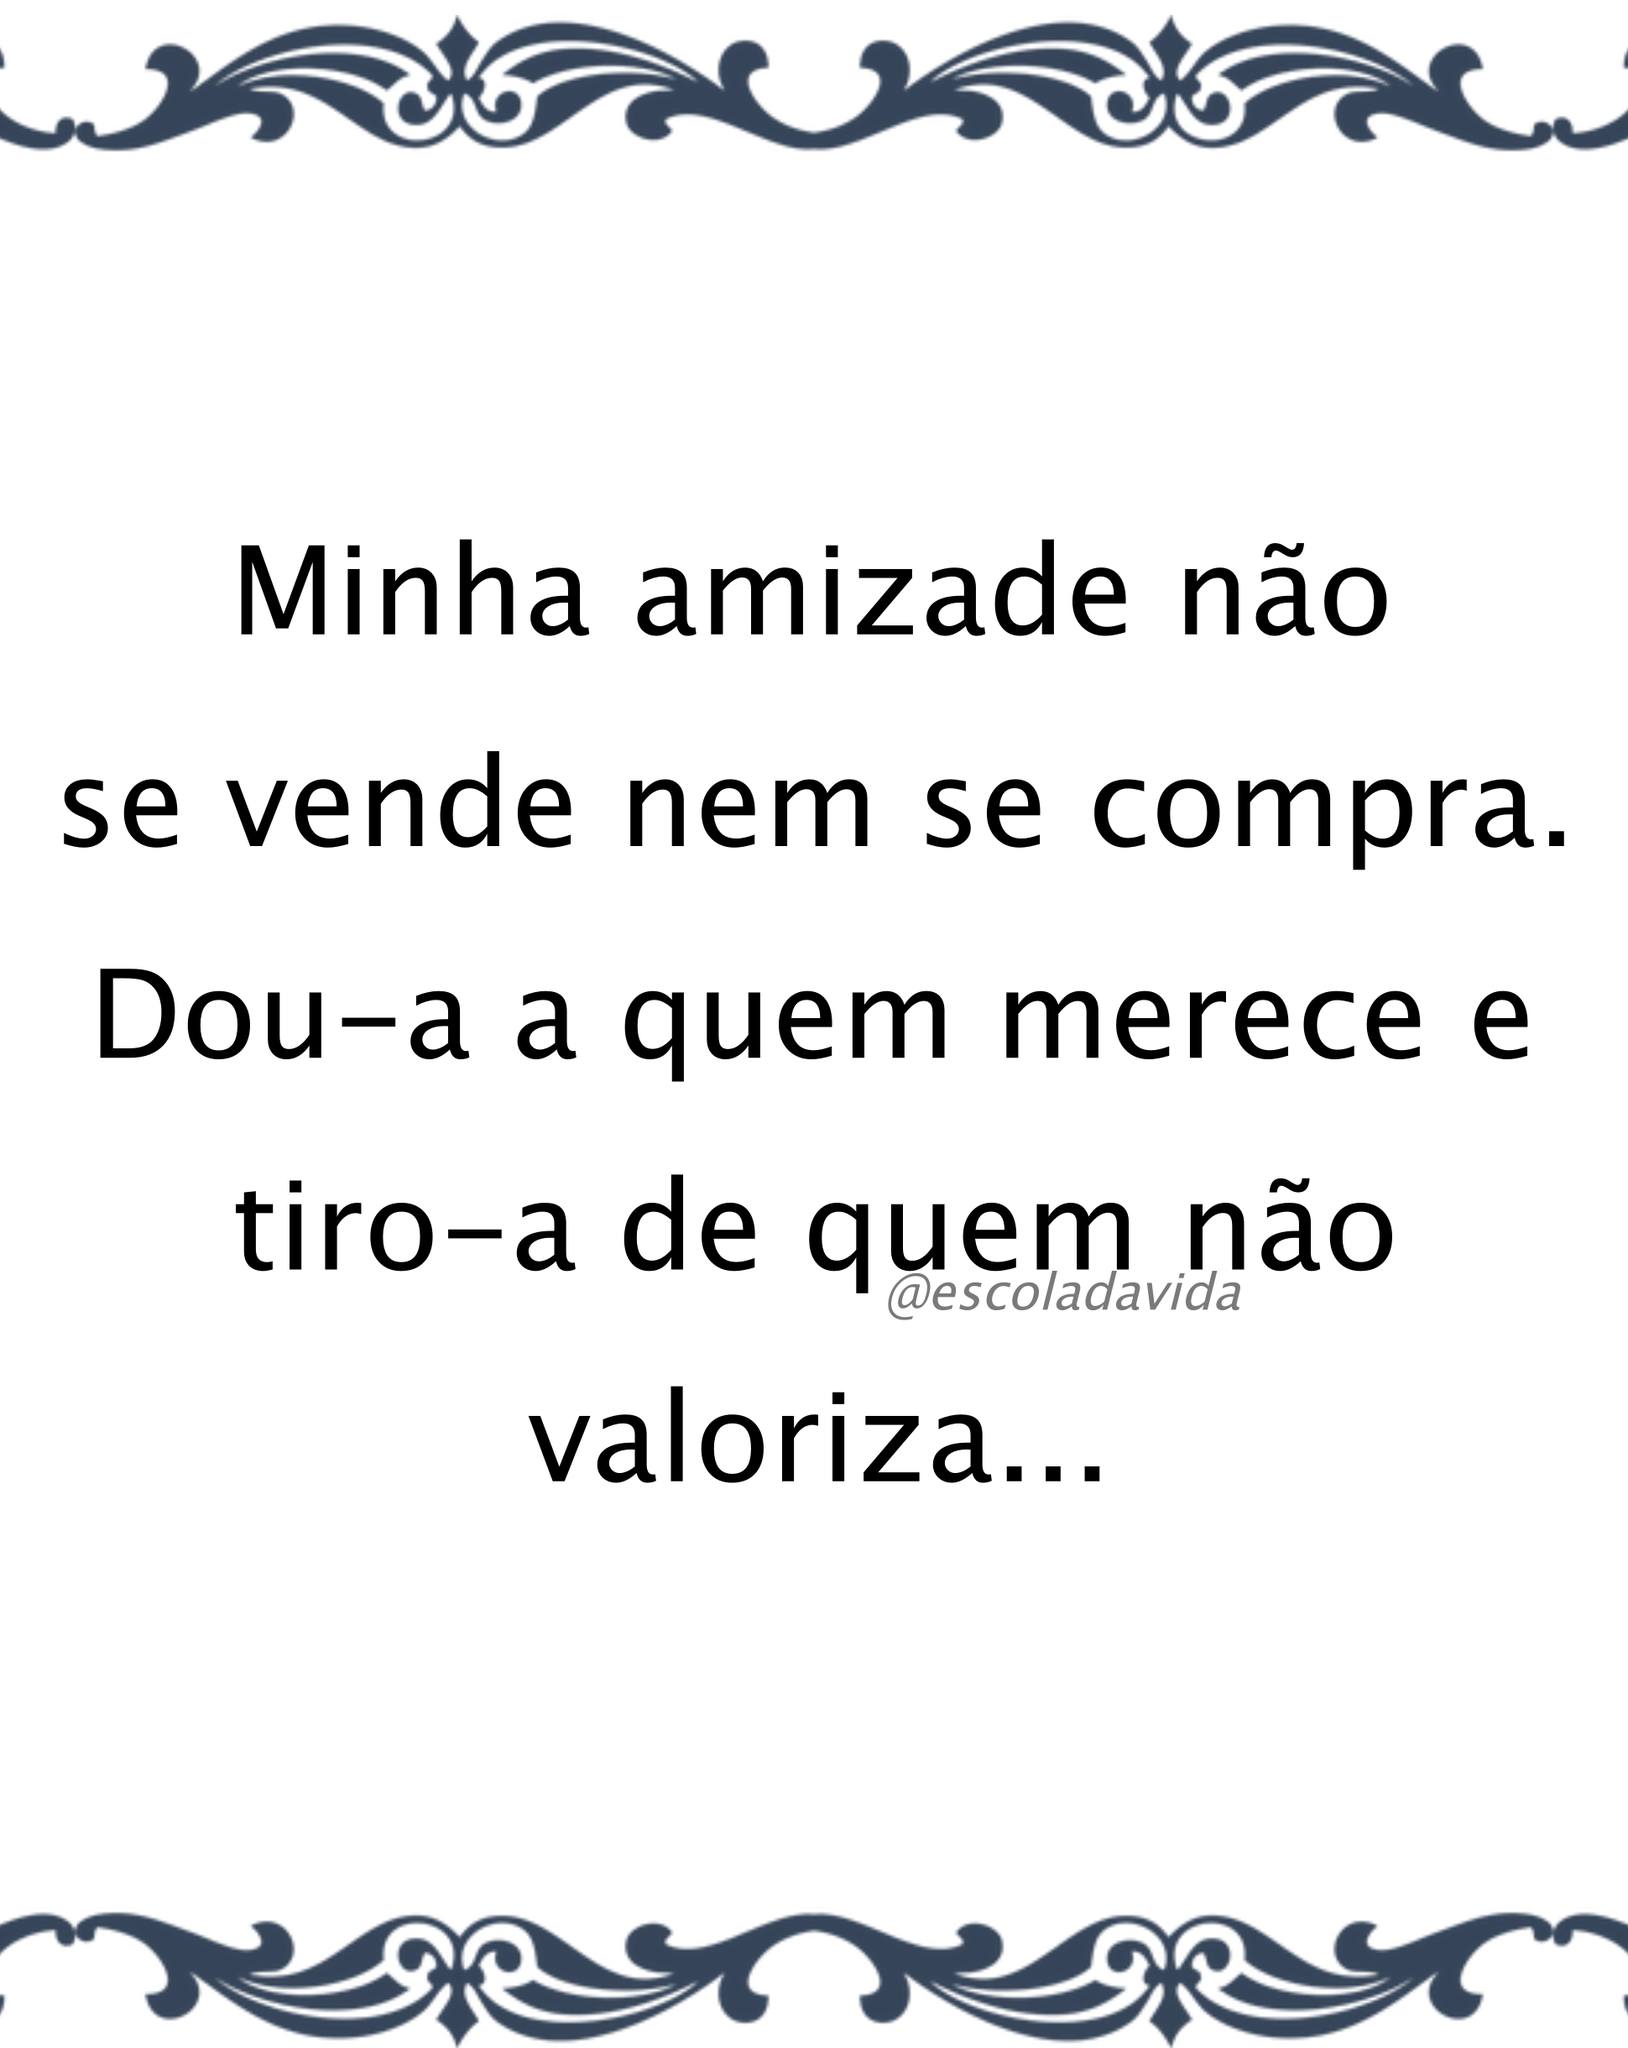 Minha amizade não
se vende nem se compra.
Dou-a a quem merece e
tiro-a de quem não
@escoladavida
valoriza...